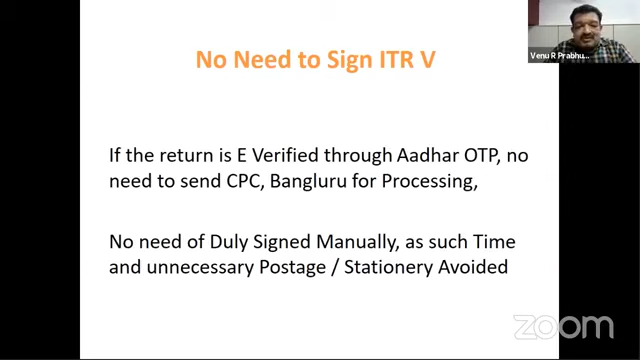 No Need to Sign ITR V
Venu R Prabhu...
If the return is E Verified through Aadhar OTP, no
need to send CPC, Bangluru for Processing,
No need of Duly Signed Manually, as such Time
and unnecessary Postage / Stationery Avoided
zoom